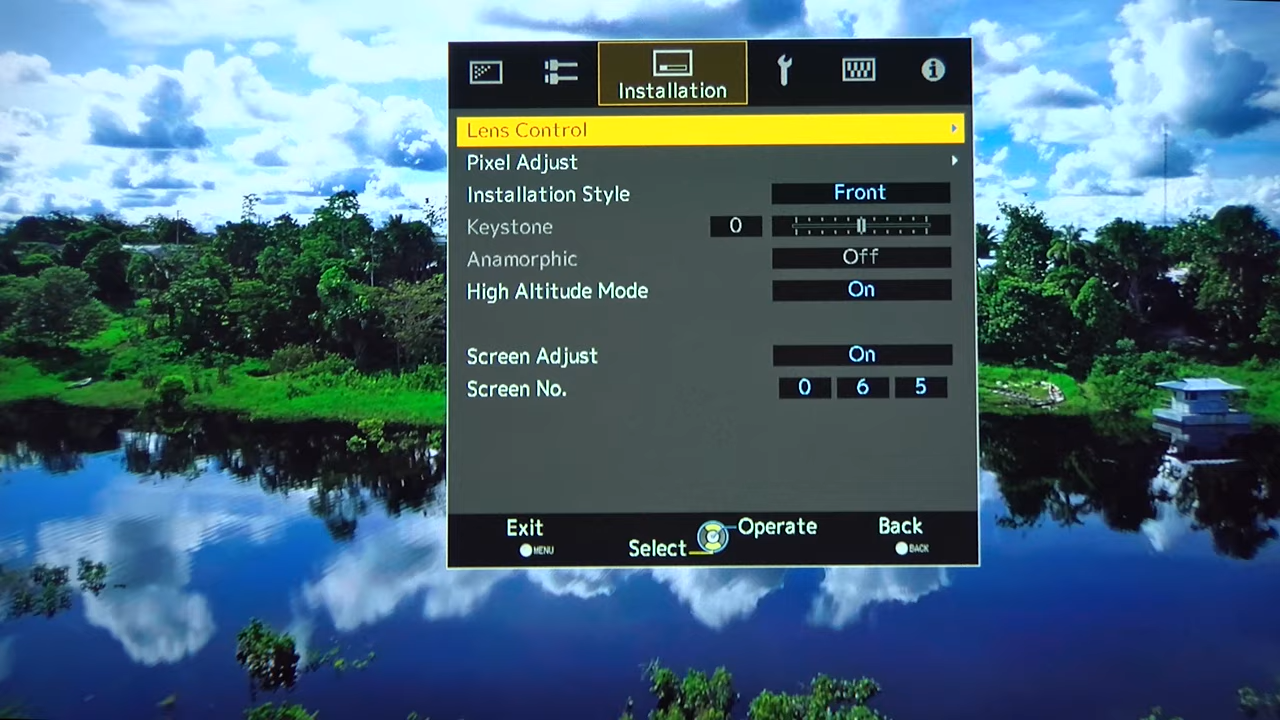 Installation
Lens Control
Pixel Adjust
Installation Style Front
Keystone 0
Anamorphic Off
High Altitude Mode On
Screen Adjust On
Screen No. 0 6 5
Exit Operate Back
MENU Select BACK